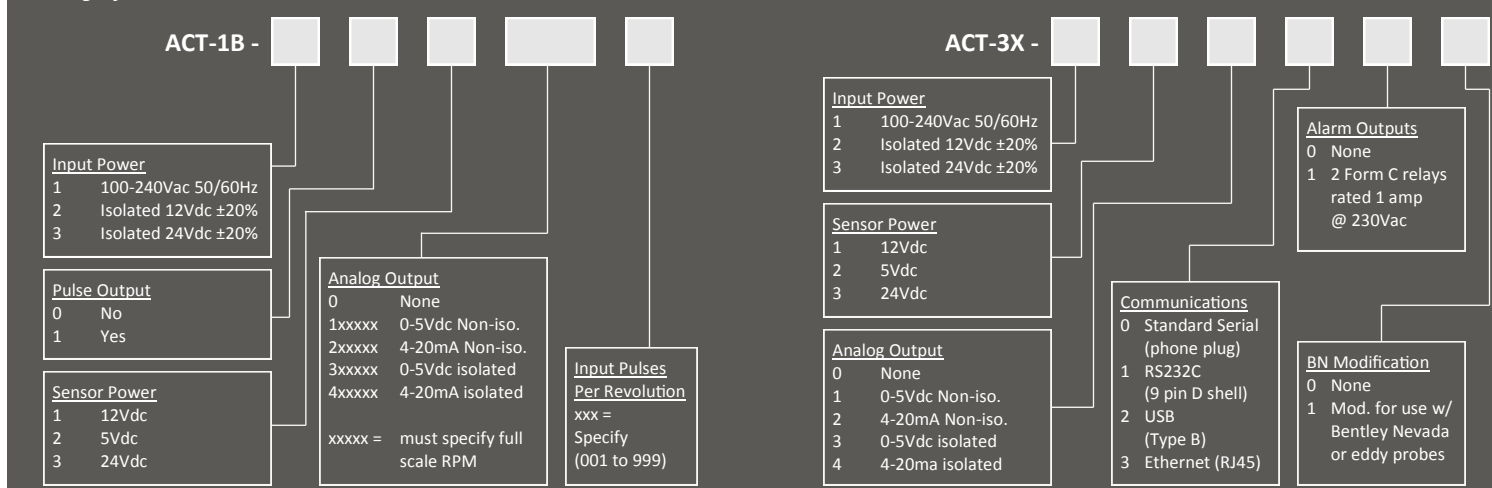 ACT-1B -
Input Power
1 100-240Vac 50/60Hz
2 Isolated 12Vdc ±20%
3 Isolated 24Vdc ±20%
Pulse Output
0 No
1 Yes
Sensor Power
1 12Vdc
2 5Vdc
3 24Vdc
Analog Output
0 None
1xxxxx 0-5Vdc Non-iso.
2xxxxx 4-20mA Non-iso.
3xxxxx 0-5Vdc isolated
4xxxxx 4-20mA isolated
xxxxx = must specify full
scale RPM
Input Pulses
Per Revolution
xxx =
Specify
(001 to 999)
ACT-3X -
Input Power
1 100-240Vac 50/60Hz
2 Isolated 12Vdc ±20%
3 Isolated 24Vdc ±20%
Sensor Power
1 12Vdc
2 5Vdc
3 24Vdc
Analog Output
0 None
1 0-5Vdc Non-iso.
2 4-20mA Non-iso.
3 0-5Vdc isolated
4 4-20ma isolated
Communications
0 Standard Serial
(phone plug)
1 RS232C
(9 pin D shell)
2 USB
(Type B)
3 Ethernet (RJ45)
Alarm Outputs
0 None
1 2 Form C relays
rated 1 amp
@ 230Vac
BN Modification
0 None
1 Mod. for use w/
Bentley Nevada
or eddy probes